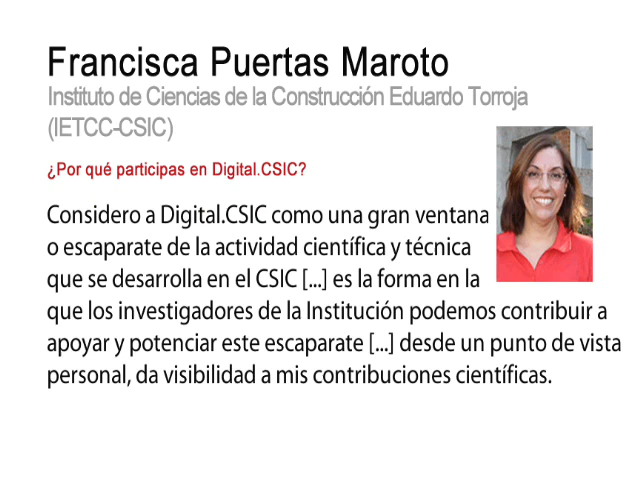 Francisca Puertas Maroto
Instituto de Ciencias de la Construcción Eduardo Torroja
(IETCC-CSIC)
¿Por qué participas en Digital.CSIC?
Considero a Digital.CSIC como una gran ventana
o escaparate de la actividad científica y técnica
que se desarrolla en el CSIC [...] es la forma en la
que los investigadores de la Institución podemos contribuir a
apoyar y potenciar este escaparate [...] desde un punto de vista
personal, da visibilidad a mis contribuciones científicas.